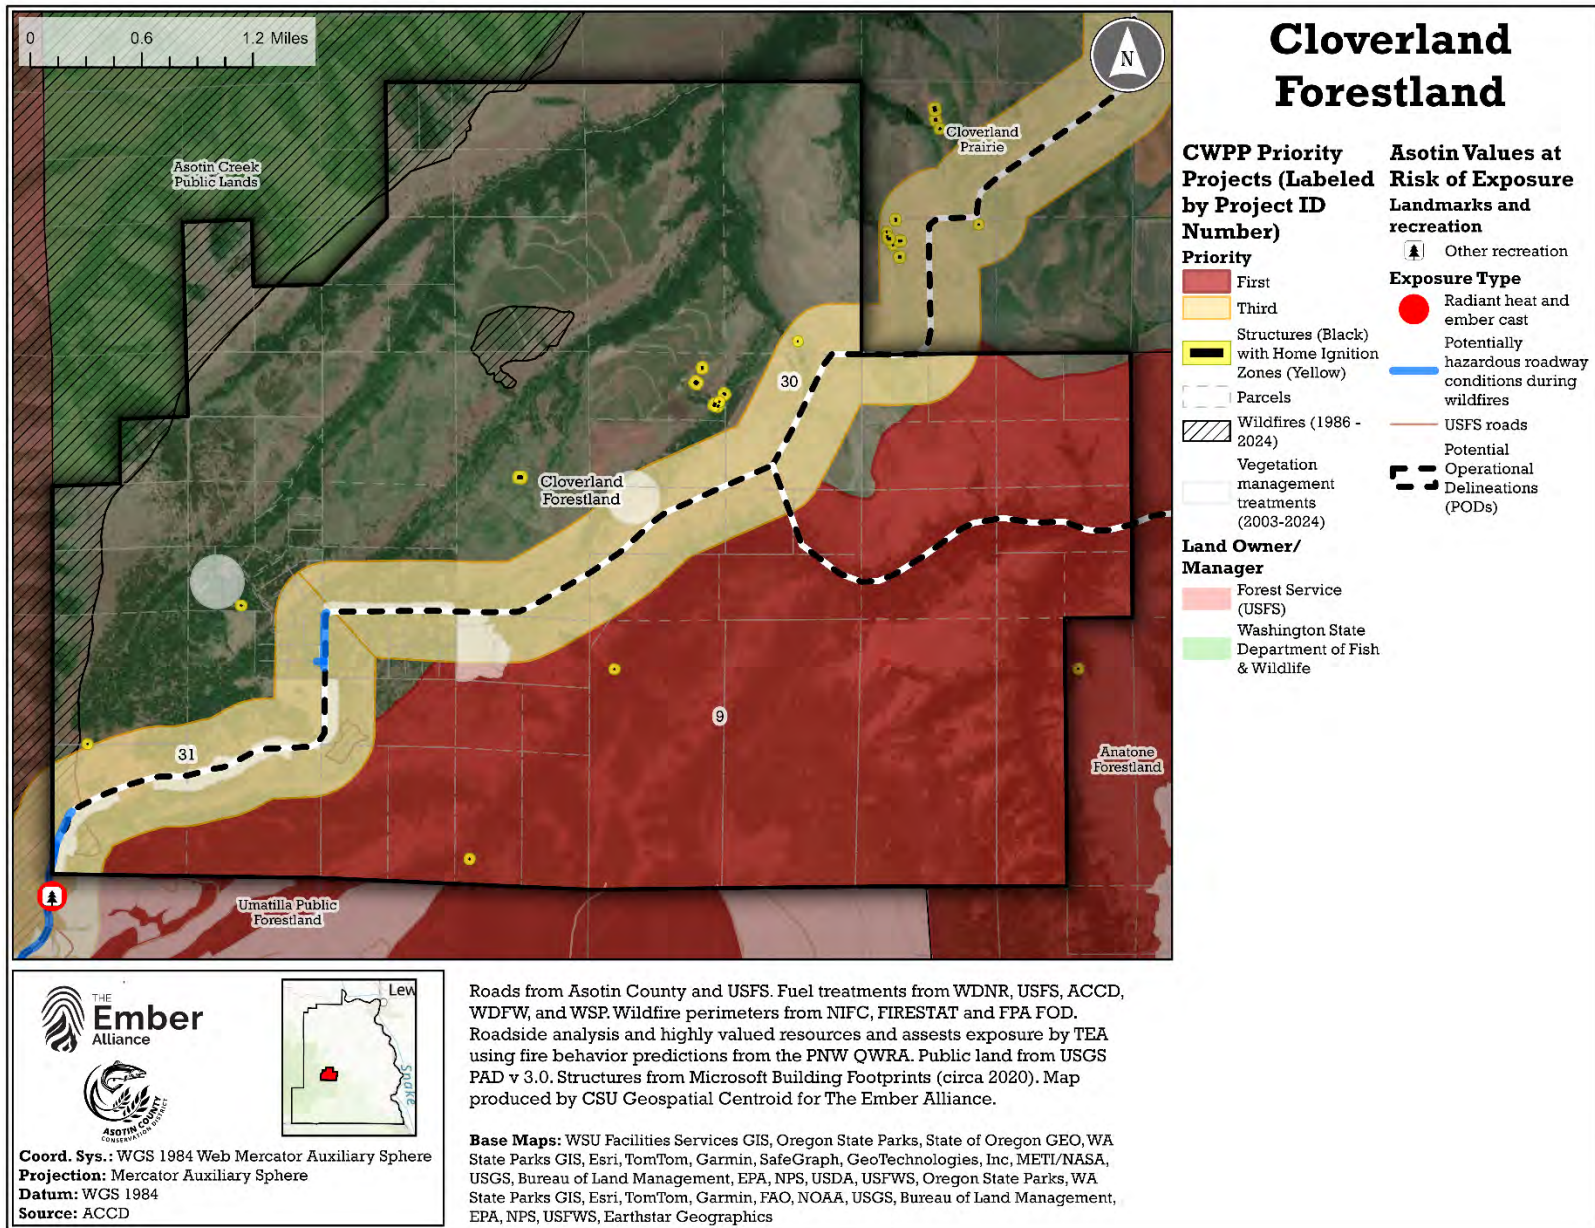 0 0.6 1.2 Miles
N
Asotin Creek
Public Lands
Cloverland
Prairie
30
Cloverland
Forestland
9
31
Anatone
Forestland
Umatilla Public
Forestland
Cloverland
Forestland
CWPP Priority
Projects (Labeled
by Project ID
Number)
Priority
First
Third
Structures (Black)
with Home Ignition
Zones (Yellow)
Parcels
Wildfires (1986 -
2024)
Vegetation
management
treatments
(2003-2024)
Land Owner/
Manager
Forest Service
(USFS)
Washington State
Department of Fish
& Wildlife
Asotin Values at
Risk of Exposure
Landmarks and
recreation
Other recreation
Exposure Type
Radiant heat and
ember cast
Potentially
hazardous roadway
conditions during
wildfires
USFS roads
Potential
Operational
Delineations
(PODs)
THE
Ember
Alliance
ASOTIN COUNTY
CONSERVATION DISTRICT
Lew
Snake
Coord. Sys.: WGS 1984 Web Mercator Auxiliary Sphere
Projection: Mercator Auxiliary Sphere
Datum: WGS 1984
Source: ACCD
Roads from Asotin County and USFS. Fuel treatments from WDNR, USFS, ACCD,
WDFW, and WSP. Wildfire perimeters from NIFC, FIRESTAT and FPA FOD.
Roadside analysis and highly valued resources and assests exposure by TEA
using fire behavior predictions from the PNW QWRA. Public land from USGS
PAD v 3.0. Structures from Microsoft Building Footprints (circa 2020). Map
produced by CSU Geospatial Centroid for The Ember Alliance.
Base Maps: WSU Facilities Services GIS, Oregon State Parks, State of Oregon GEO, WA
State Parks GIS, Esri, TomTom, Garmin, SafeGraph, GeoTechnologies, Inc, METI/NASA,
USGS, Bureau of Land Management, EPA, NPS, USDA, USFWS, Oregon State Parks, WA
State Parks GIS, Esri, TomTom, Garmin, FAO, NOAA, USGS, Bureau of Land Management,
EPA, NPS, USFWS, Earthstar Geographics